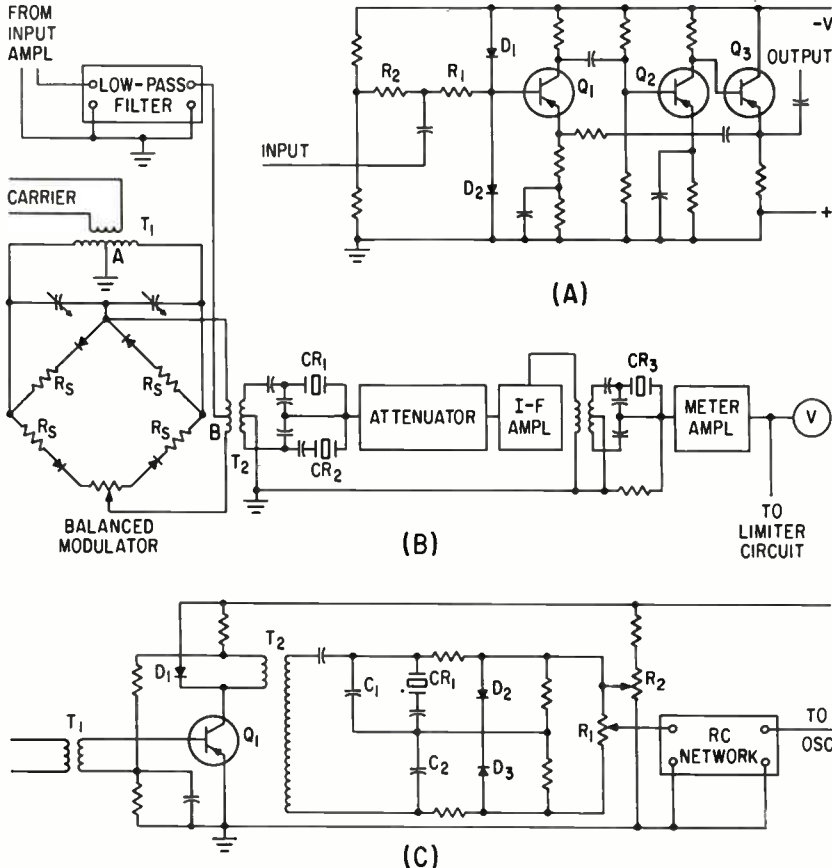 FROM
INPUT
AMPL
LOW-PASS
FILTER
CARRIER
T1
A
RS
RS
RS
RS
B
T2
BALANCED
MODULATOR
CR1
CR2
ATTENUATOR
I-F
AMPL
CR3
METER
AMPL
V
TO
LIMITER
CIRCUIT
(B)
INPUT
R2
R1
D1
D2
Q1
Q2
Q3
-V
OUTPUT
+
(A)
T1
D1
Q1
T2
C1
CR1
C2
D2
D3
R1
R2
RC
NETWORK
TO
OSC
(C)